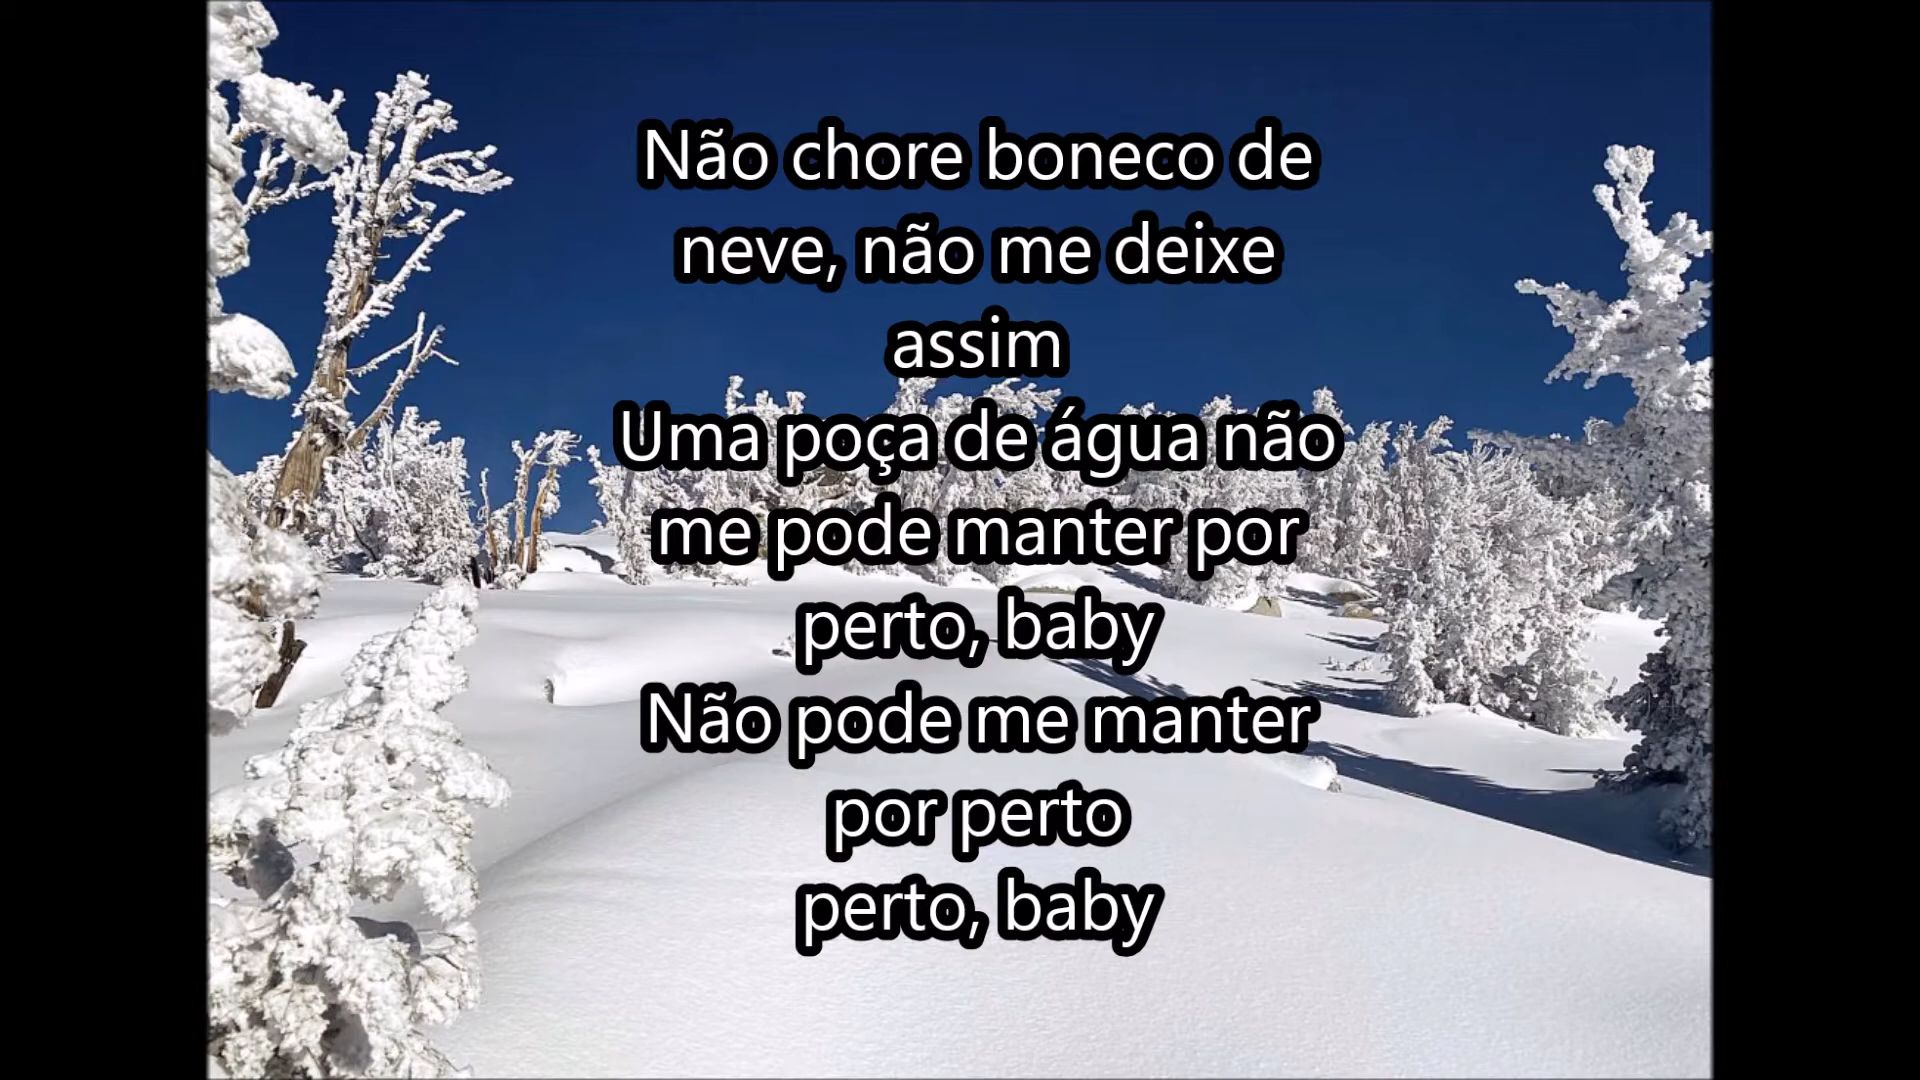 Não chore boneco de
neve, não me deixe
assim
Uma poça de água não
me pode manter por
perto, baby
Não pode me manter
por perto
perto, baby